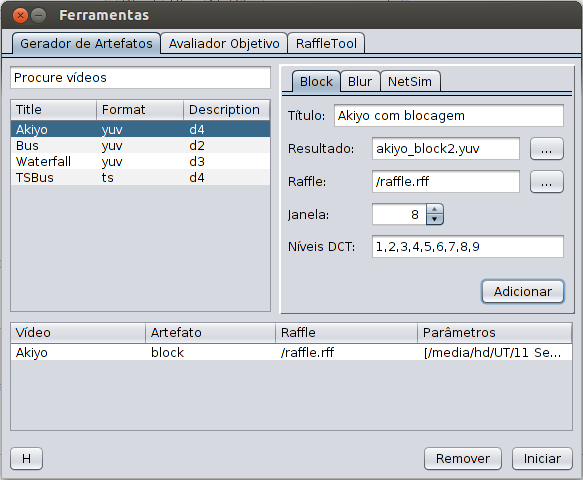 Ferramentas
Gerador de Artefatos Avaliador Objetivo RaffleTool
Procure vídeos
Title Format Description
Akiyo yuv d4
Bus yuv d2
Waterfall yuv d3
TSBus ts d4
Block Blur NetSim
Título: Akiyo com blocagem
Resultado: akiyo_block2.yuv ...
Raffle: /raffle.rff ...
Janela: 8
Níveis DCT: 1,2,3,4,5,6,7,8,9
Adicionar
Vídeo Artefato Raffle Parâmetros
Akiyo block /raffle.rff [/media/hd/UT/11 Se...
H Remover Iniciar